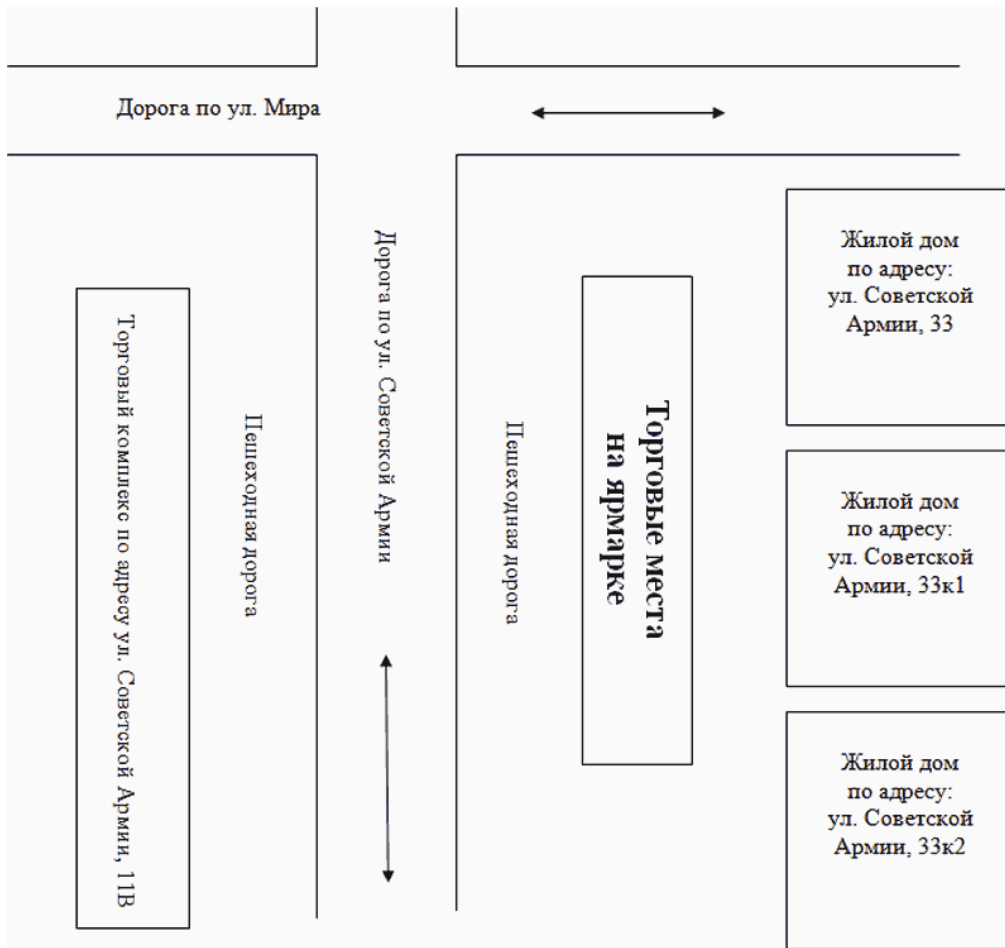 Дорога по ул. Мира
Торговый комплекс по адресу ул. Советской Армии, 11В
Пешеходная дорога
Дорога по ул. Советской Армии
Пешеходная дорога
Торговые места
на ярмарке
Жилой дом
по адресу:
ул. Советской
Армии, 33
Жилой дом
по адресу:
ул. Советской
Армии, 33к1
Жилой дом
по адресу:
ул. Советской
Армии, 33к2